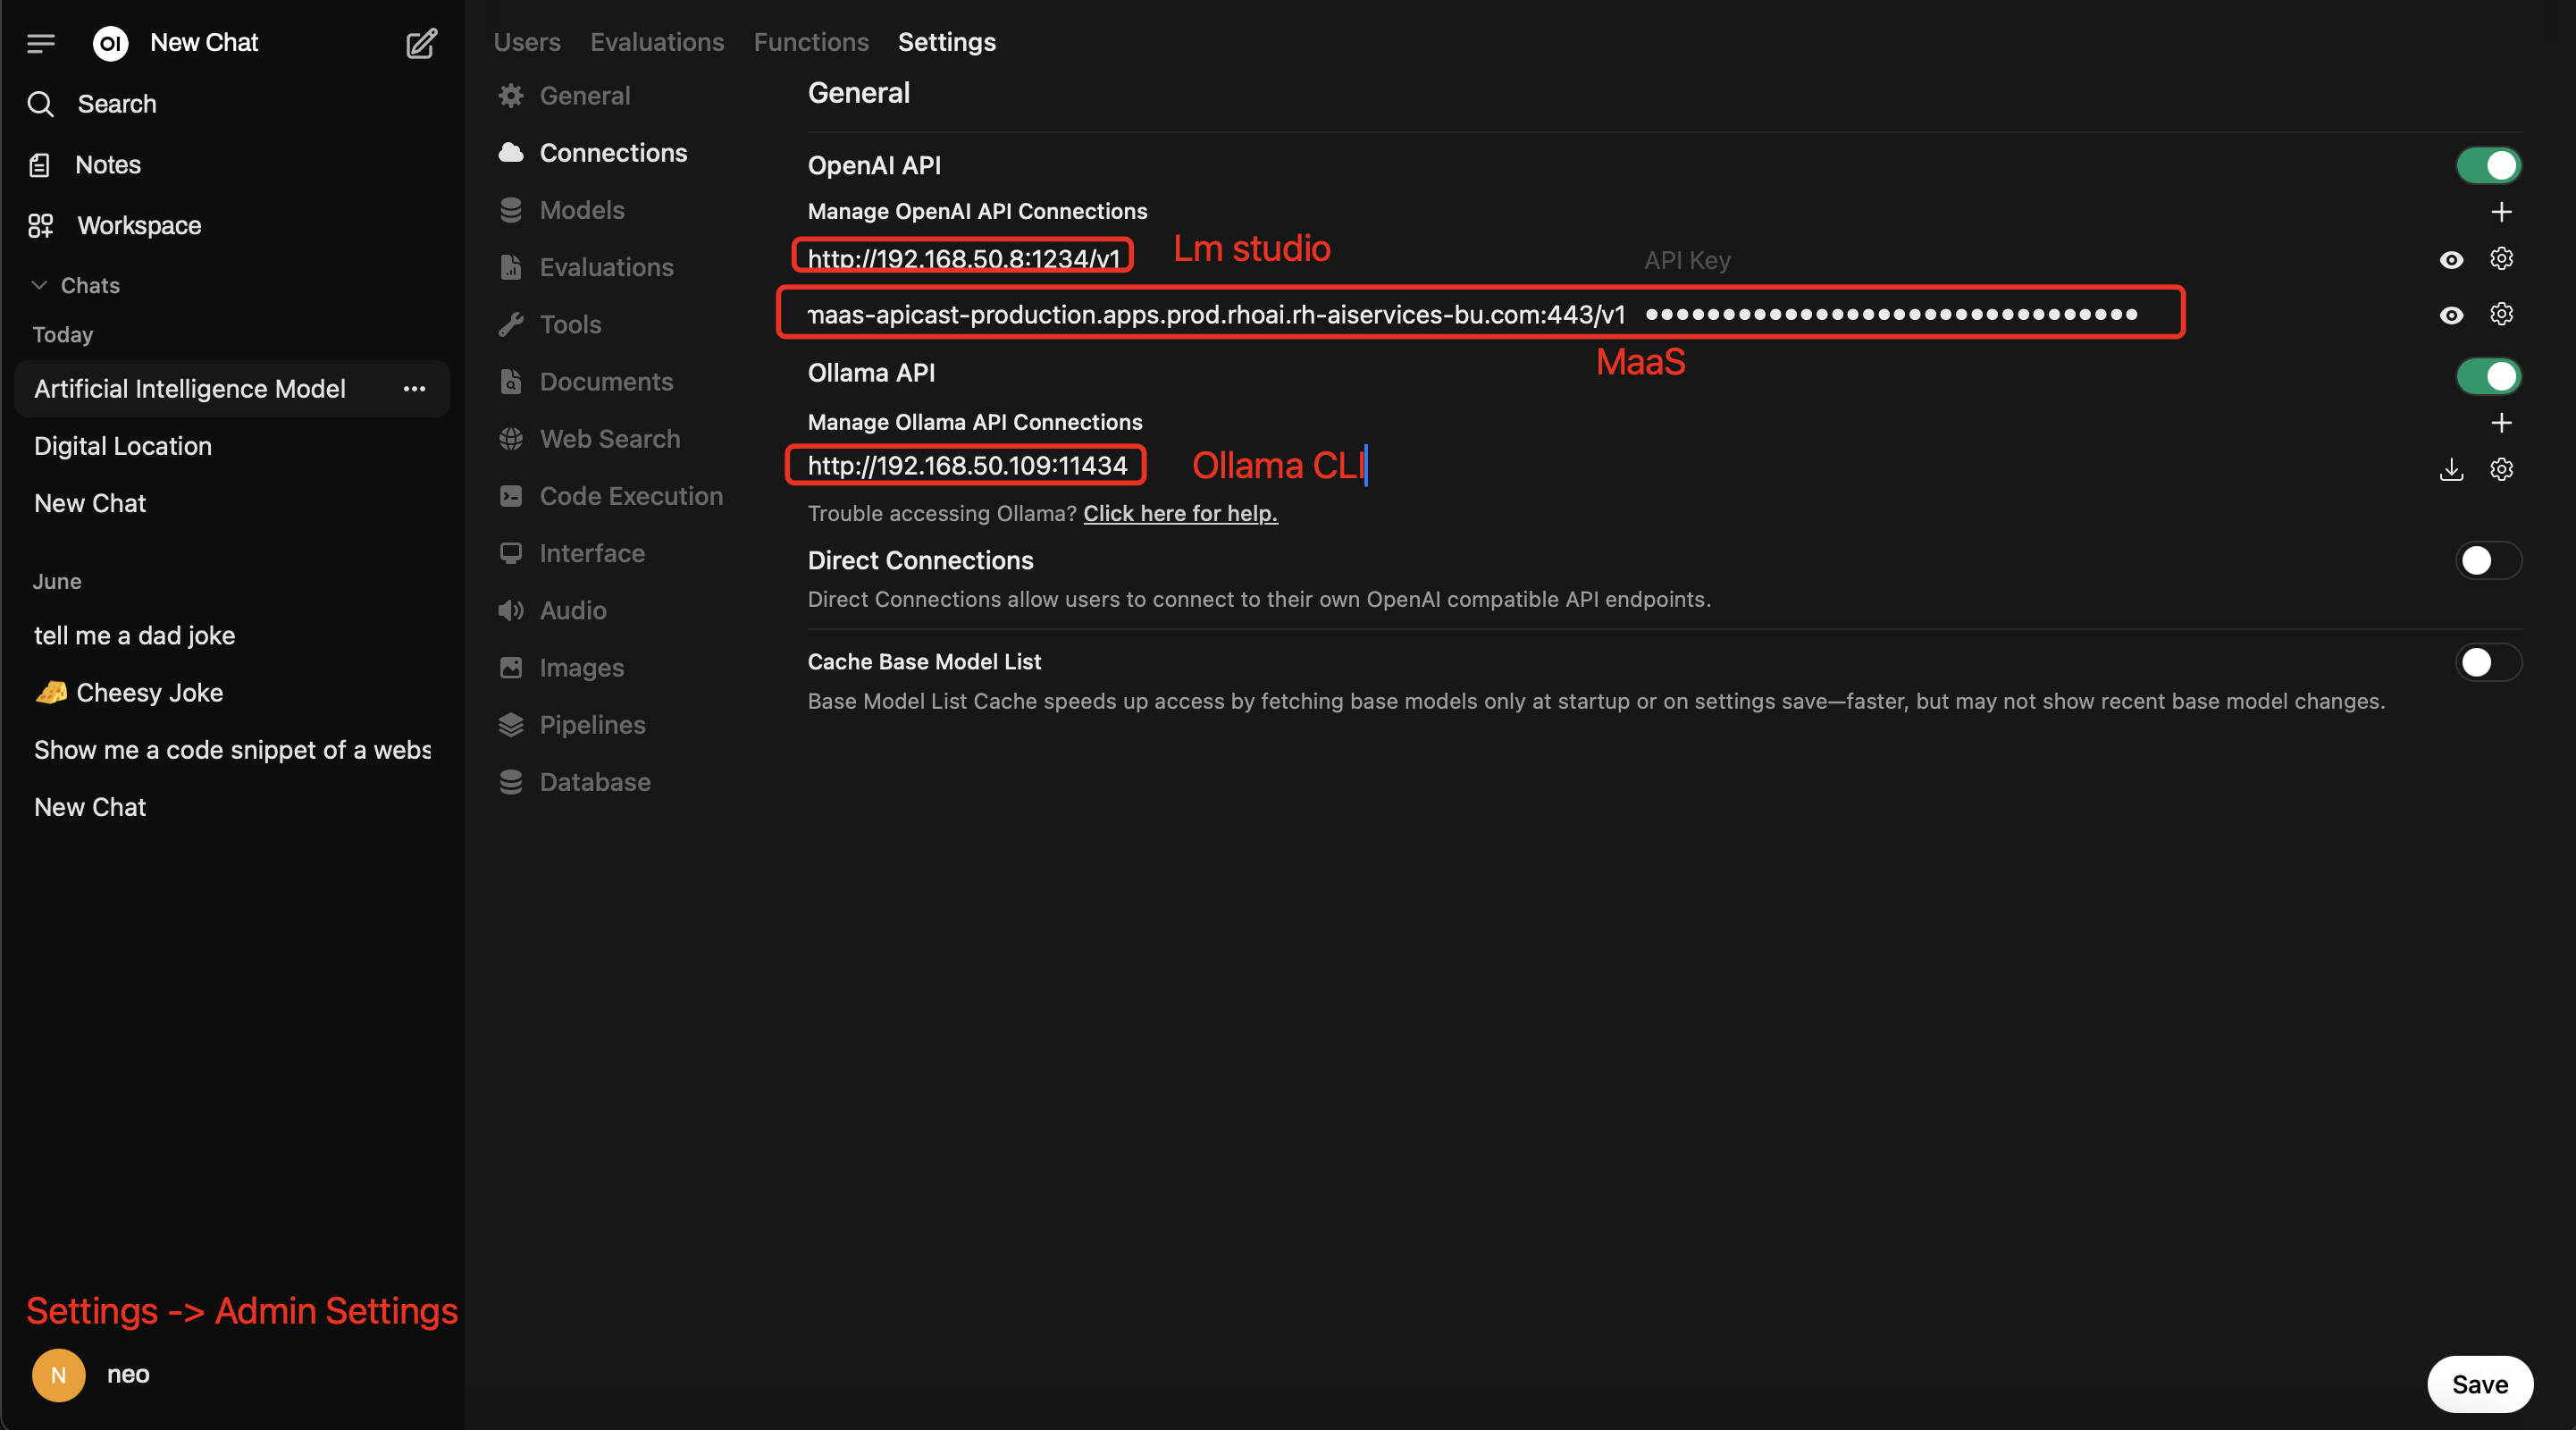 New Chat
Search
Notes
Workspace
Chats
Today
Artificial Intelligence Model
Digital Location
New Chat
June
tell me a dad joke
🧀 Cheesy Joke
Show me a code snippet of a webs
New Chat
Settings -> Admin Settings
N neo
Users Evaluations Functions Settings
General
Connections
Models
Evaluations
Tools
Documents
Web Search
Code Execution
Interface
Audio
Images
Pipelines
Database
General
OpenAI API
Manage OpenAI API Connections
http://192.168.50.8:1234/v1 Lm studio API Key
maas-apicast-production.apps.prod.rhoai.rh-aiservices-bu.com:443/v1 ••••••••••••••••••••••••••••••••
MaaS
Ollama API
Manage Ollama API Connections
http://192.168.50.109:11434 Ollama CLI
Trouble accessing Ollama? Click here for help.
Direct Connections
Direct Connections allow users to connect to their own OpenAI compatible API endpoints.
Cache Base Model List
Base Model List Cache speeds up access by fetching base models only at startup or on settings save—faster, but may not show recent base model changes.
Save